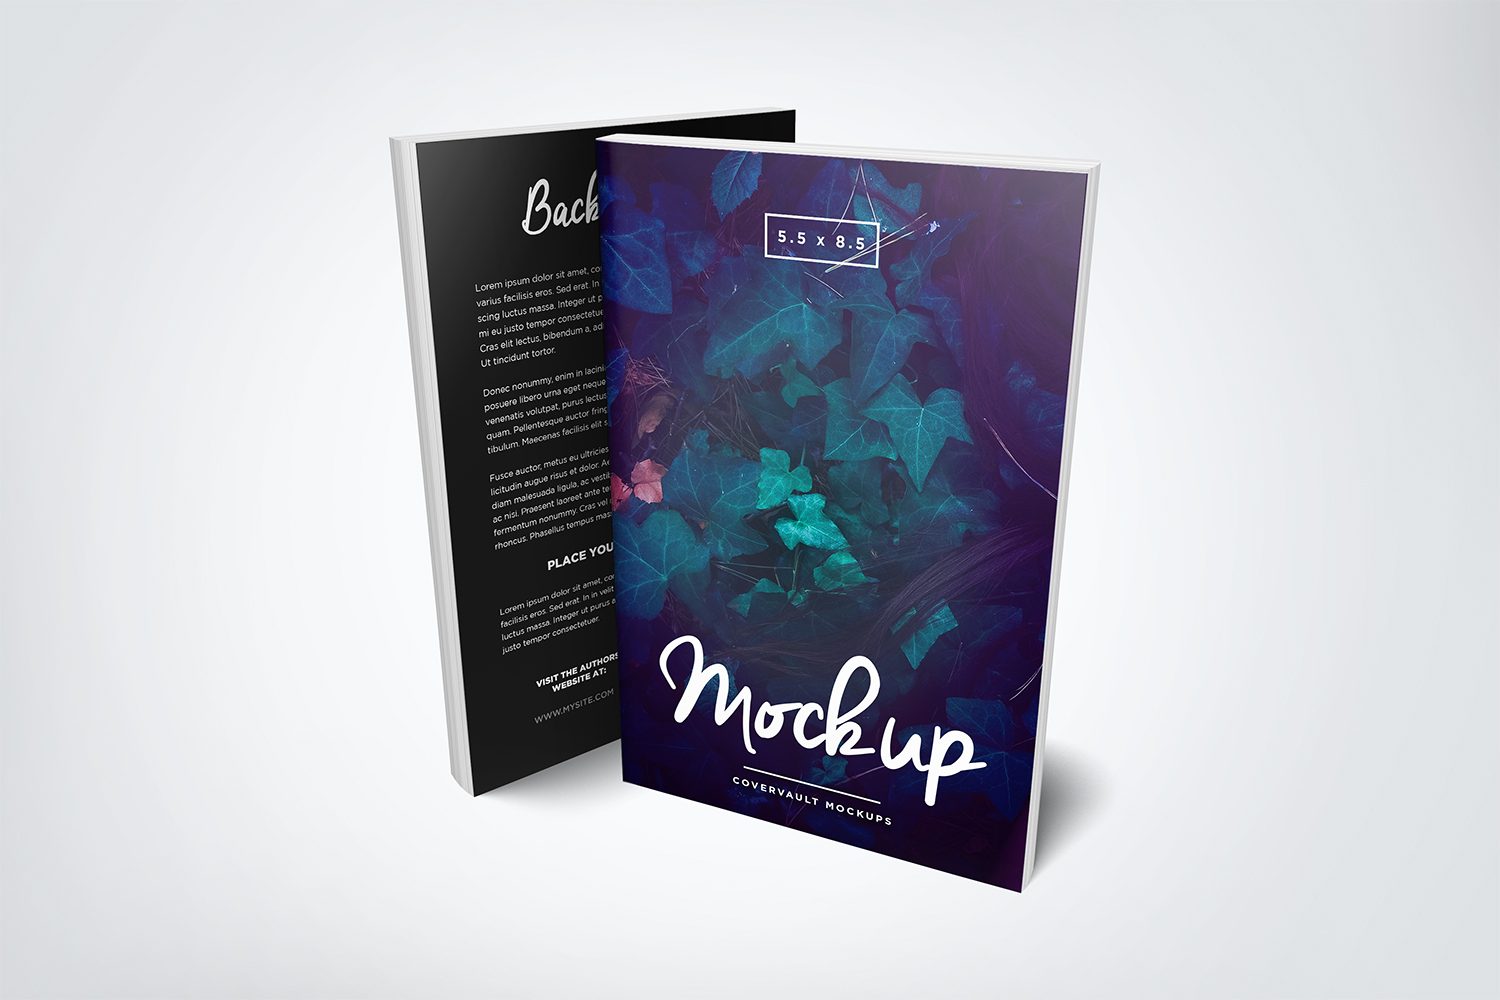 Back
Lorem ipsum dolor sit amet, co
varius facilisis eros. Sed erat. In
scing luctus massa. Integer ut p
mi eu justo tempor consectetue
Cras elit lectus, bibendum a, ad
Ut tincidunt tortor.
Donec nonummy, enim in lacini
posuere libero urna eget neque
venenatis volutpat, purus lectus
quam. Pellentesque auctor fring
tibulum. Maecenas facilisis elit s
Fusce auctor, metus eu ultricies
licitudin augue risus et dolor. Ae
diam malesuada ligula, ac vestib
ac nisi. Praesent laoreet ante te
fermentum nonummy. Cras vel p
rhoncus. Phasellus tempus mass
PLACE YOU
Lorem ipsum dolor sit amet, co
facilisis eros. Sed erat. In in velit
luctus massa. Integer ut purus a
justo tempor consectetuer.
VISIT THE AUTHORS
WEBSITE AT:
WWW.MYSITE.COM
5.5 x 8.5
Mockup
COVERVAULT MOCKUPS